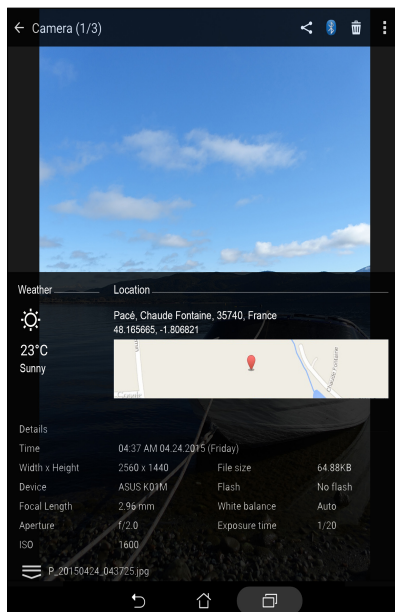 Camera (1/3)
Weather Location
Pacé, Chaude Fontaine, 35740, France
48.165665, -1.806821
23°C
Sunny
Chaude Fontaine
Google
Details
Time 04:37 AM 04.24.2015 (Friday)
Width x Height 2560 x 1440 File size 64.88KB
Device ASUS K01M Flash No flash
Focal Length 2.96 mm White balance Auto
Aperture f/2.0 Exposure time 1/20
ISO 1600
P_20150424_043725.jpg